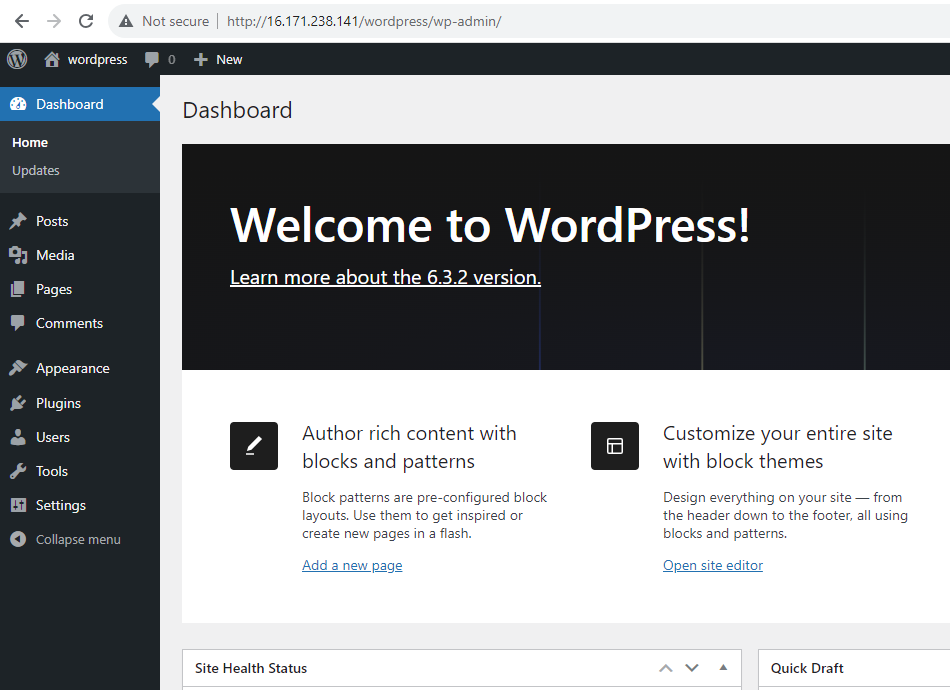 Not secure | http://16.171.238.141/wordpress/wp-admin/
wordpress 0 New
Dashboard
Home
Updates
Posts
Media
Pages
Comments
Appearance
Plugins
Users
Tools
Settings
Collapse menu
Dashboard
Welcome to WordPress!
Learn more about the 6.3.2 version.
Author rich content with
blocks and patterns
Block patterns are pre-configured block
layouts. Use them to get inspired or
create new pages in a flash.
Add a new page
Customize your entire site
with block themes
Design everything on your site — from
the header down to the footer, all using
blocks and patterns.
Open site editor
Site Health Status
Quick Draft